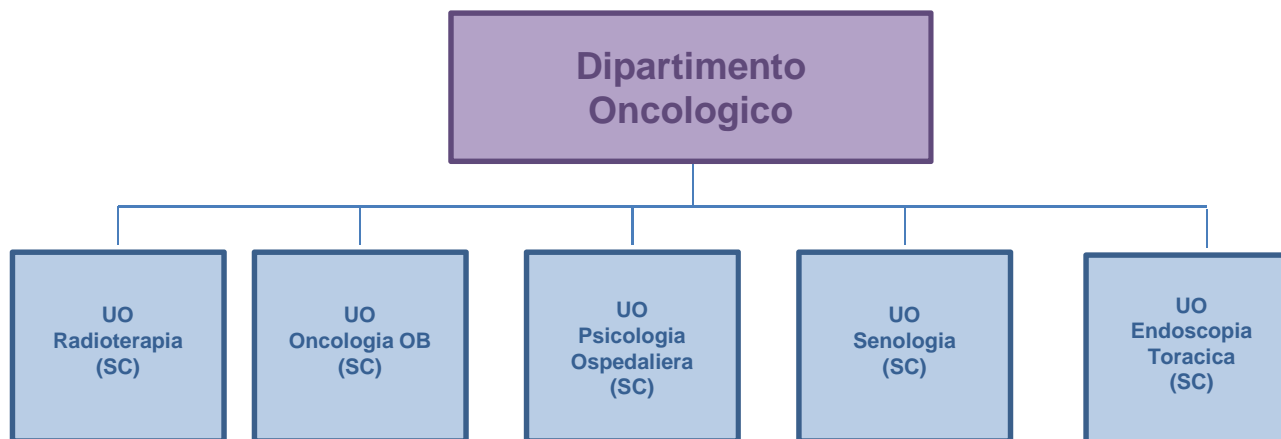 Dipartimento
Oncologico
UO
Radioterapia
(SC)
UO
Oncologia OB
(SC)
UO
Psicologia
Ospedaliera
(SC)
UO
Senologia
(SC)
UO
Endoscopia
Toracica
(SC)